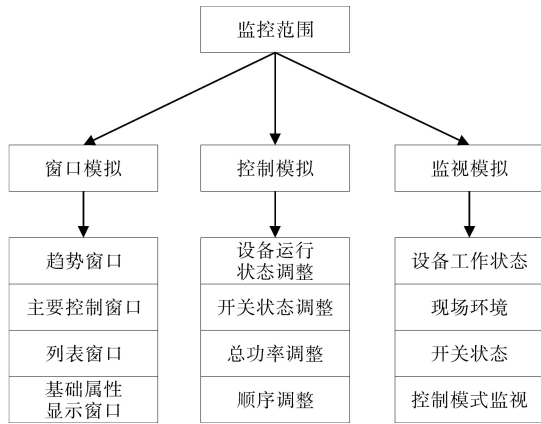 监控范围
窗口模拟
控制模拟
监视模拟
趋势窗口
主要控制窗口
列表窗口
基础属性
显示窗口
设备运行
状态调整
开关状态调整
总功率调整
顺序调整
设备工作状态
现场环境
开关状态
控制模式监视